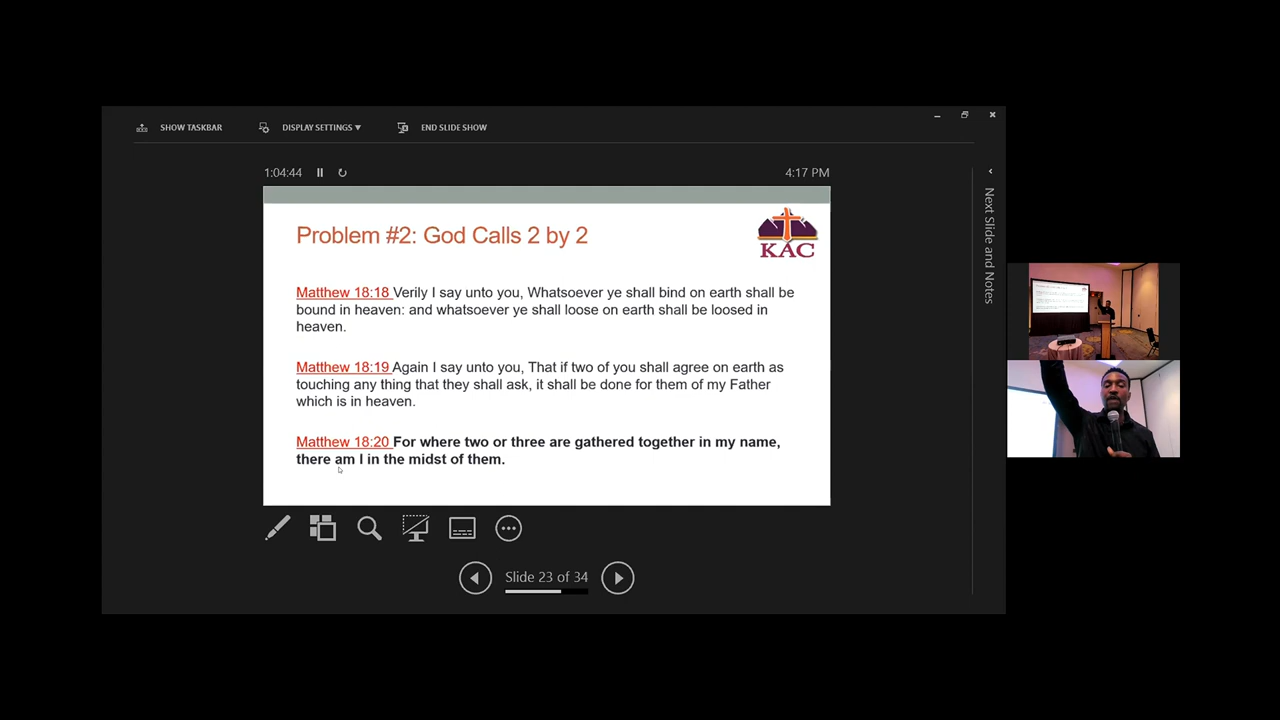 SHOW TASKBAR
DISPLAY SETTINGS ▼
END SLIDE SHOW
1:04:44
4:17 PM
Problem #2: God Calls 2 by 2
KAC
Matthew 18:18 Verily I say unto you, Whatsoever ye shall bind on earth shall be
bound in heaven: and whatsoever ye shall loose on earth shall be loosed in
heaven.
Matthew 18:19 Again I say unto you, That if two of you shall agree on earth as
touching any thing that they shall ask, it shall be done for them of my Father
which is in heaven.
Matthew 18:20 For where two or three are gathered together in my name,
there am I in the midst of them.
Slide 23 of 34
Next Slide and Notes